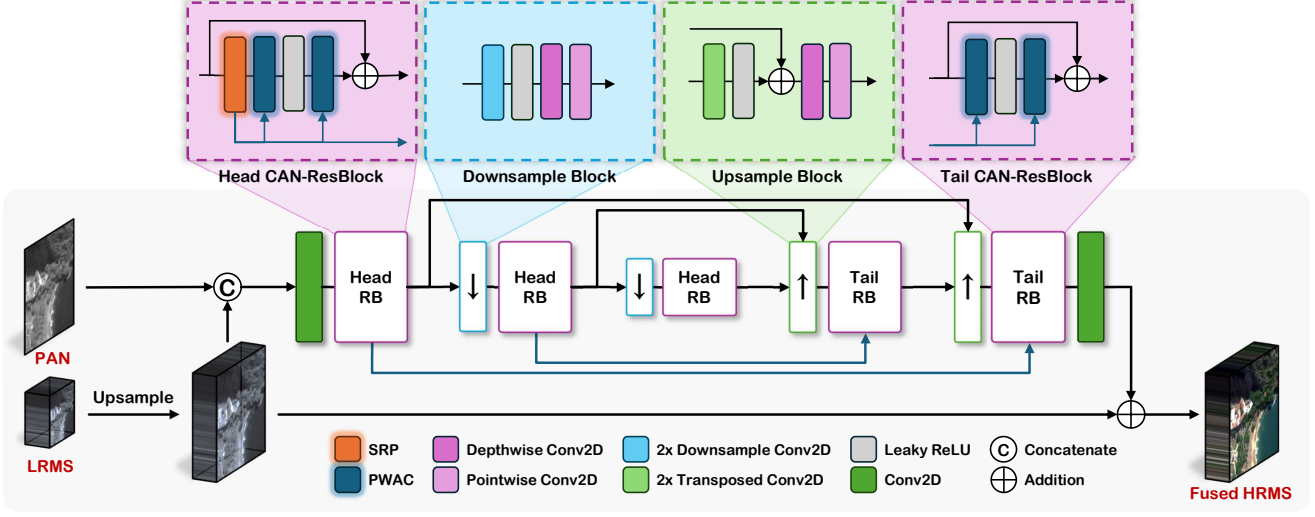 Head CAN-ResBlock
Downsample Block
Upsample Block
Tail CAN-ResBlock
PAN
LRMS
Upsample
C
Head
RB
↓
Head
RB
↓
Head
RB
↑
Tail
RB
↑
Tail
RB
Fused HRMS
SRP
Depthwise Conv2D
2x Downsample Conv2D
Leaky ReLU
C Concatenate
PWAC
Pointwise Conv2D
2x Transposed Conv2D
Conv2D
Addition